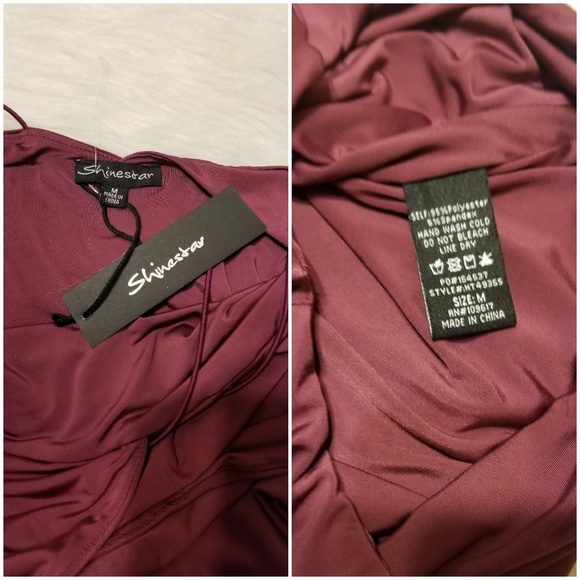 Shinestar
M
MADE IN
CHINA
Shinestar
SELF:95%Polyester
5%Spandex
HAND WASH COLD
DO NOT BLEACH
LINE DRY
PO#164537
STYLE#:HT49355
SIZE:M
RN#109517
MADE IN CHINA